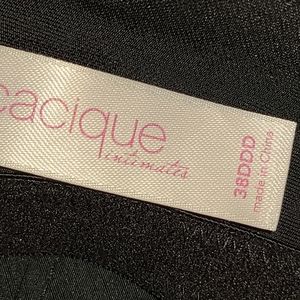 cacique
intimates
38DDD
made in China